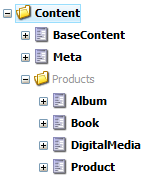 Content
BaseContent
Meta
Products
Album
Book
DigitalMedia
Product